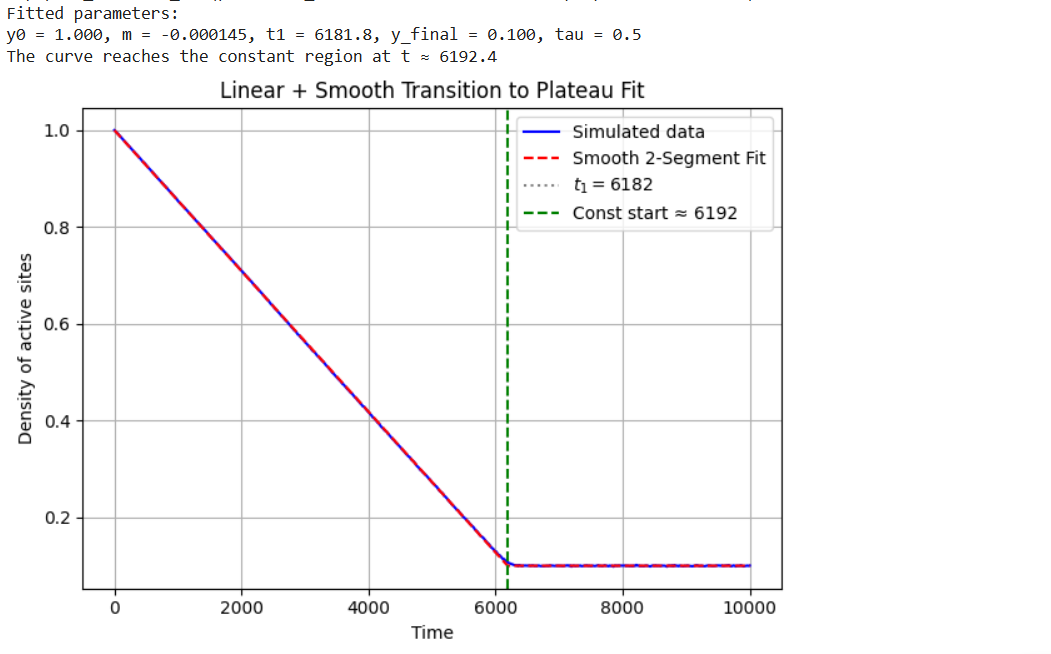 Fitted parameters:
y0 = 1.000, m = -0.000145, t1 = 6181.8, y_final = 0.100, tau = 0.5
The curve reaches the constant region at t ≈ 6192.4
Linear + Smooth Transition to Plateau Fit
Simulated data
Smooth 2-Segment Fit
t₁ = 6182
Const start ≈ 6192
1.0
0.8
0.6
0.4
0.2
Density of active sites
0 2000 4000 6000 8000 10000
Time